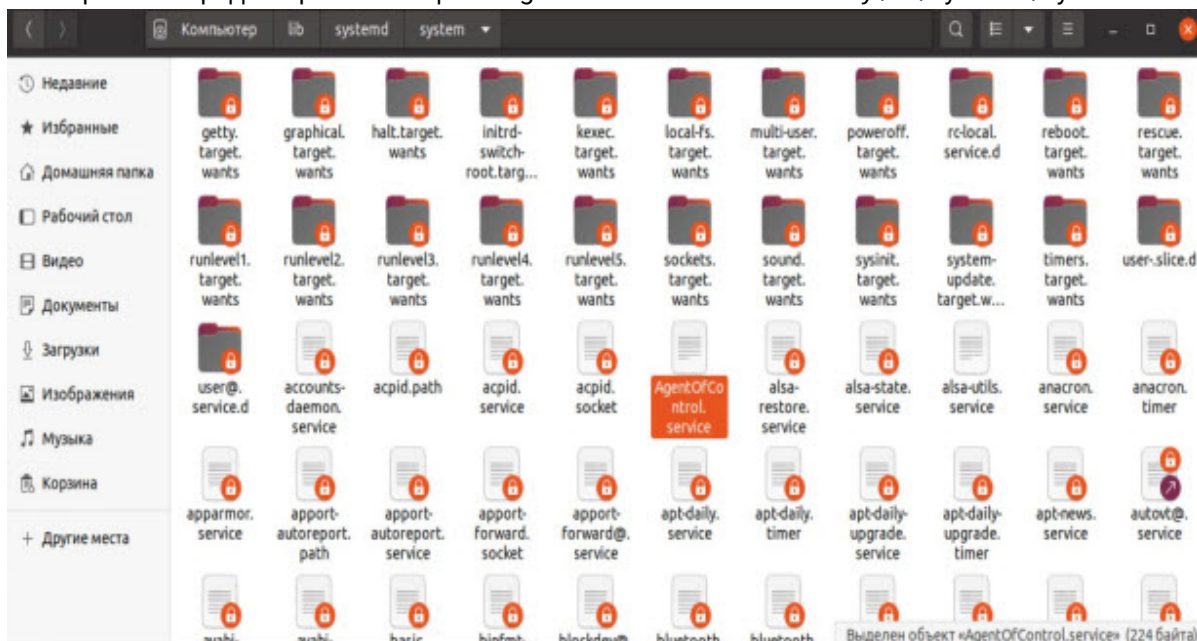 Компьютер lib systemd system
Недавние
Избранные
Домашняя папка
Рабочий стол
Видео
Документы
Загрузки
Изображения
Музыка
Корзина
+ Другие места
getty. graphical. halt.target. initrd- kexec. local-fs. multi-user. poweroff. rc-local. reboot. rescue.
target. target. wants switch- target. target. target. target. service.d target. target.
wants wants root.targ... wants wants wants wants wants wants
runlevel1. runlevel2. runlevel3. runlevel4. runlevel5. sockets. sound. sysinit. system- timers. user-.slice.d
target. target. target. target. target. target. target. target. update. target.
wants wants wants wants wants wants wants wants target.w... wants
user@. accounts- acpid.path acpid. acpid. AgentOfCo alsa- alsa-state. alsa-utils. anacron. anacron.
service.d daemon. service socket ntrol. restore. service service service timer
service service service
apparmor. apport- apport- apport- apport- apt-daily. apt-daily. apt-daily- apt-daily- apt-news. autovt@.
service autoreport. autoreport. forward. forward@. service timer upgrade. upgrade. service service
path service socket service service timer
Выделен объект «AgentOfControl.service» (224 байта)